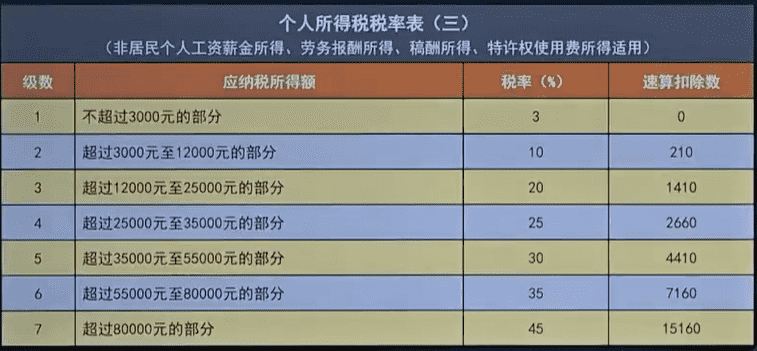 个人所得税税率表（三）
（非居民个人工资薪金所得、劳务报酬所得、稿酬所得、特许权使用费所得适用）
级数 应纳税所得额 税率（%） 速算扣除数
1 不超过3000元的部分 3 0
2 超过3000元至12000元的部分 10 210
3 超过12000元至25000元的部分 20 1410
4 超过25000元至35000元的部分 25 2660
5 超过35000元至55000元的部分 30 4410
6 超过55000元至80000元的部分 35 7160
7 超过80000元的部分 45 15160